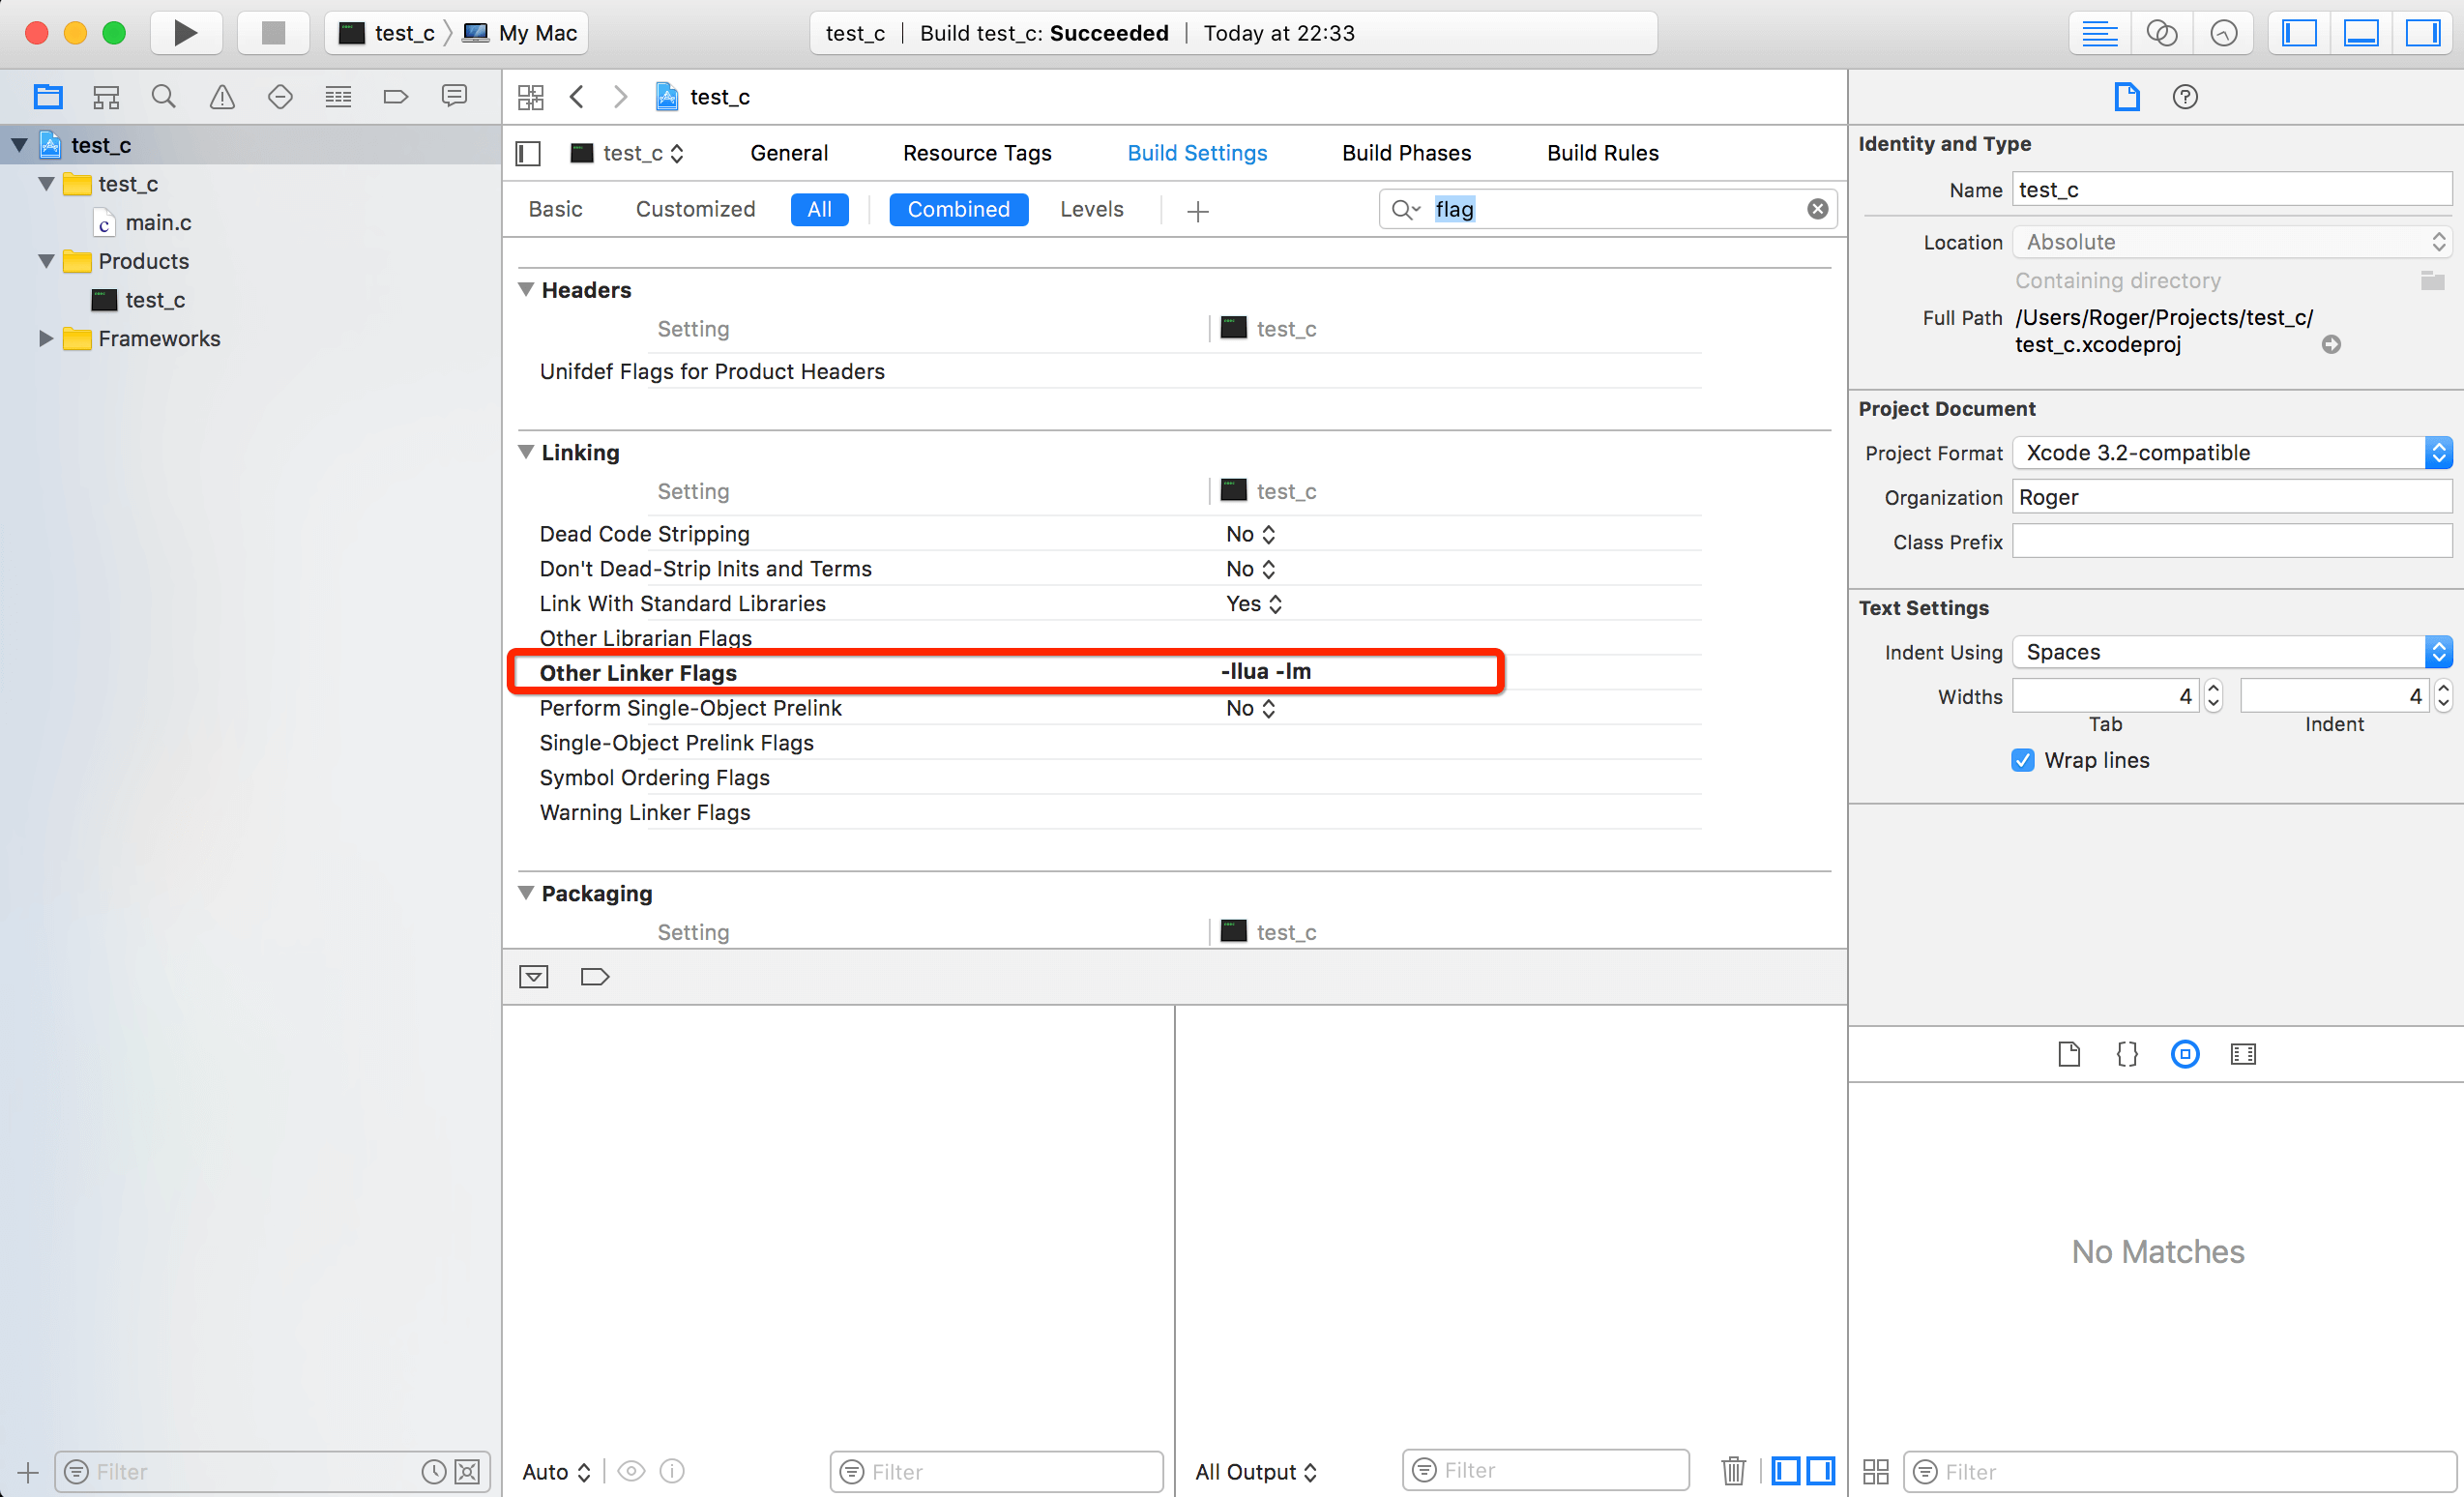 test_c My Mac
test_c Build test_c: Succeeded Today at 22:33
test_c
test_c
main.c
Products
test_c
Frameworks
test_c
test_c General Resource Tags Build Settings Build Phases Build Rules
Basic Customized All Combined Levels flag
Headers
Setting test_c
Unifdef Flags for Product Headers
Linking
Setting test_c
Dead Code Stripping No
Don't Dead-Strip Inits and Terms No
Link With Standard Libraries Yes
Other Librarian Flags
Other Linker Flags -llua -lm
Perform Single-Object Prelink No
Single-Object Prelink Flags
Symbol Ordering Flags
Warning Linker Flags
Packaging
Setting test_c
Identity and Type
Name test_c
Location Absolute
Containing directory
Full Path /Users/Roger/Projects/test_c/
test_c.xcodeproj
Project Document
Project Format Xcode 3.2-compatible
Organization Roger
Class Prefix
Text Settings
Indent Using Spaces
Widths 4 4
Tab Indent
Wrap lines
No Matches
Filter Auto Filter All Output Filter Filter